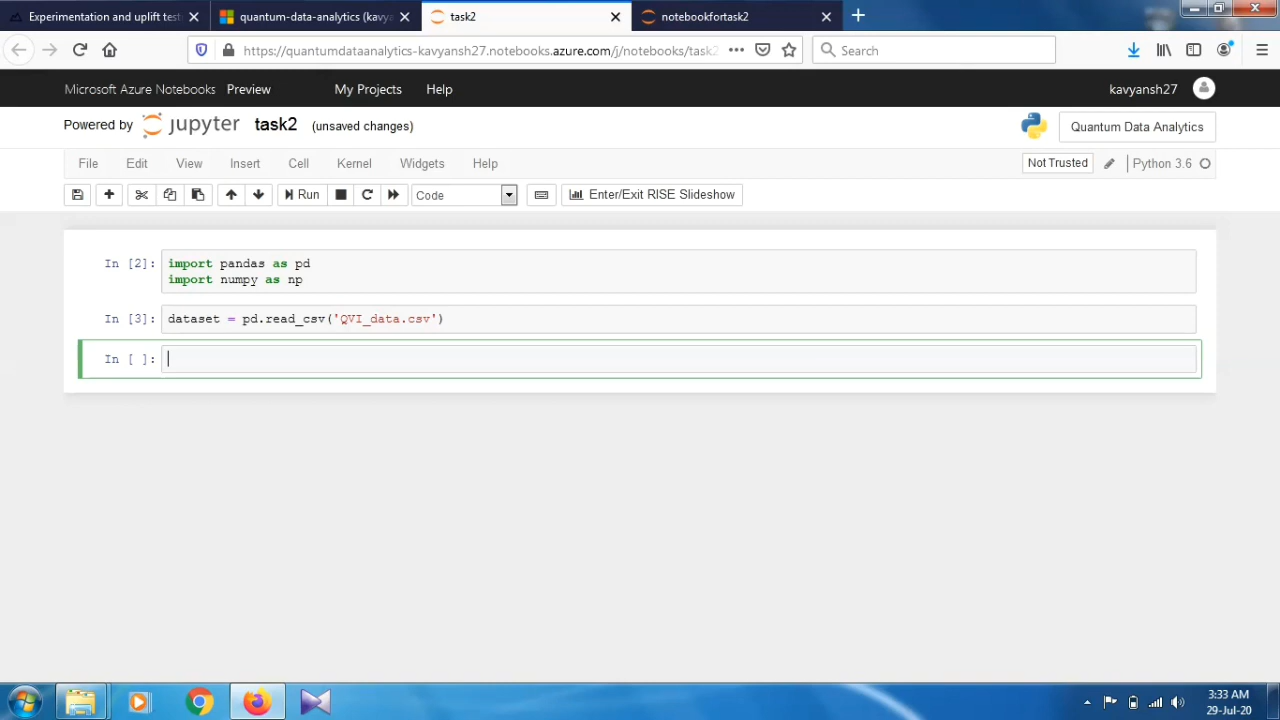 Experimentation and uplift test
quantum-data-analytics (kavya
task2
notebookfortask2
https://quantumdataanalytics-kavyansh27.notebooks.azure.com/j/notebooks/task2
Search
Microsoft Azure Notebooks Preview My Projects Help kavyansh27
Powered by jupyter task2 (unsaved changes) Quantum Data Analytics
File Edit View Insert Cell Kernel Widgets Help Not Trusted Python 3.6
Run Code Enter/Exit RISE Slideshow
In [2]: import pandas as pd
import numpy as np
In [3]: dataset = pd.read_csv('QVI_data.csv')
In [ ]:
3:33 AM
29-Jul-20